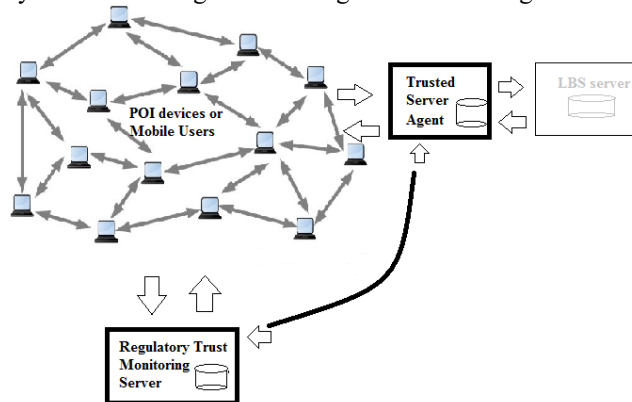 POI devices or
Mobile Users
Trusted
Server
Agent
LBS server
Regulatory Trust
Monitoring
Server